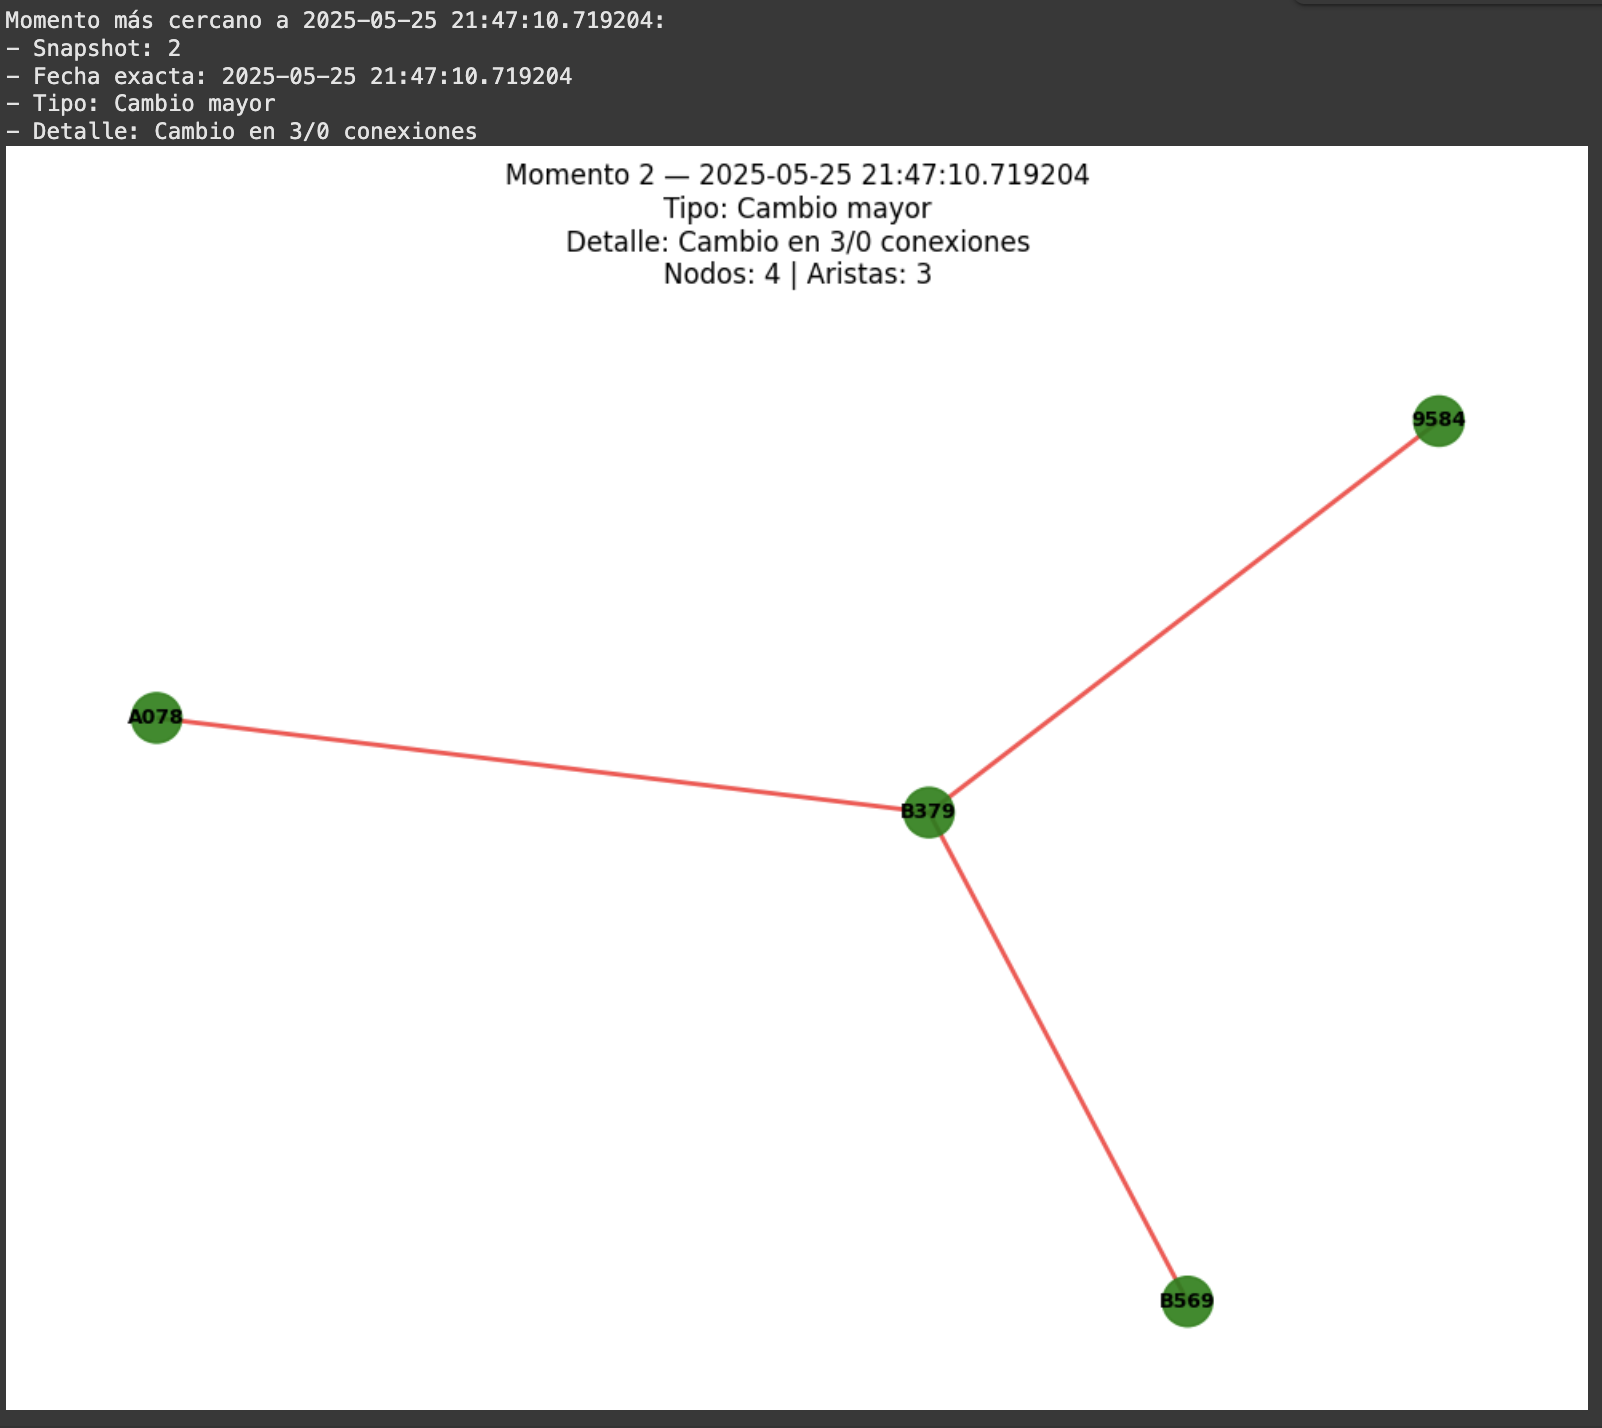 Momento más cercano a 2025-05-25 21:47:10.719204:
- Snapshot: 2
- Fecha exacta: 2025-05-25 21:47:10.719204
- Tipo: Cambio mayor
- Detalle: Cambio en 3/0 conexiones
Momento 2 — 2025-05-25 21:47:10.719204
Tipo: Cambio mayor
Detalle: Cambio en 3/0 conexiones
Nodos: 4 | Aristas: 3
9584
A078
B379
B569